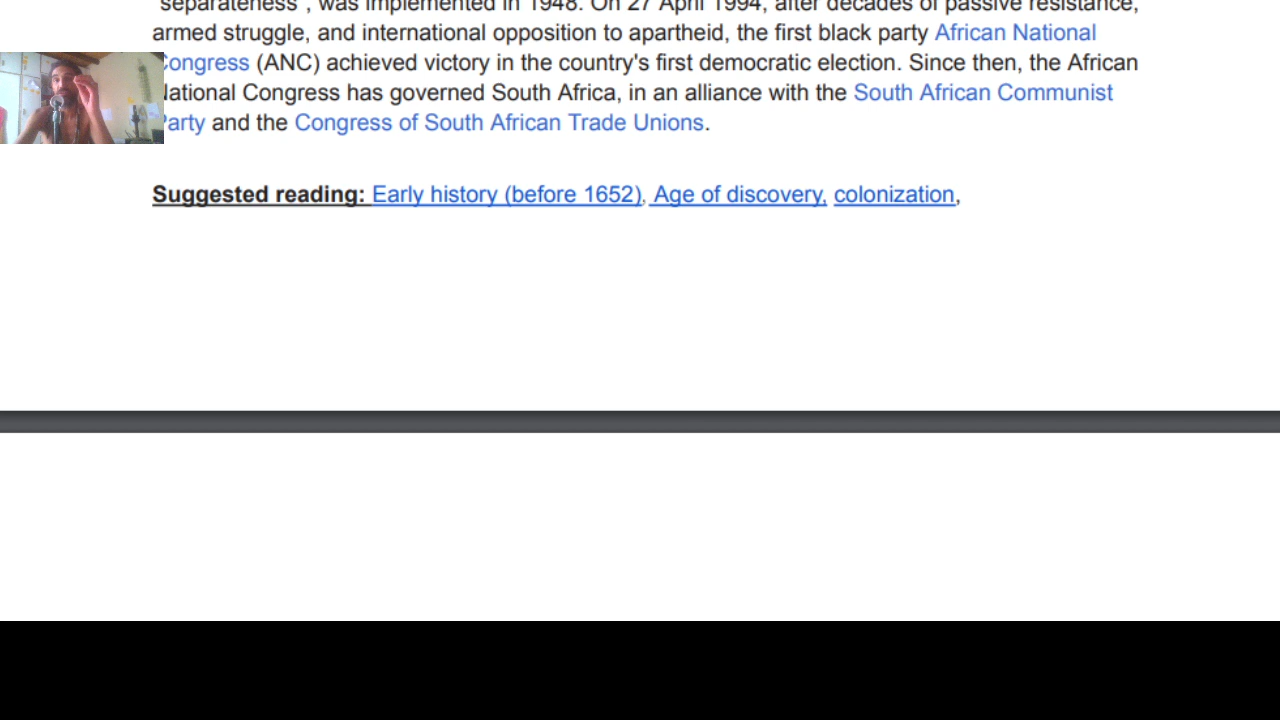 "separateness", was implemented in 1948. On 27 April 1994, after decades of passive resistance,
armed struggle, and international opposition to apartheid, the first black party African National
Congress (ANC) achieved victory in the country's first democratic election. Since then, the African
National Congress has governed South Africa, in an alliance with the South African Communist
Party and the Congress of South African Trade Unions.
Suggested reading: Early history (before 1652), Age of discovery, colonization,